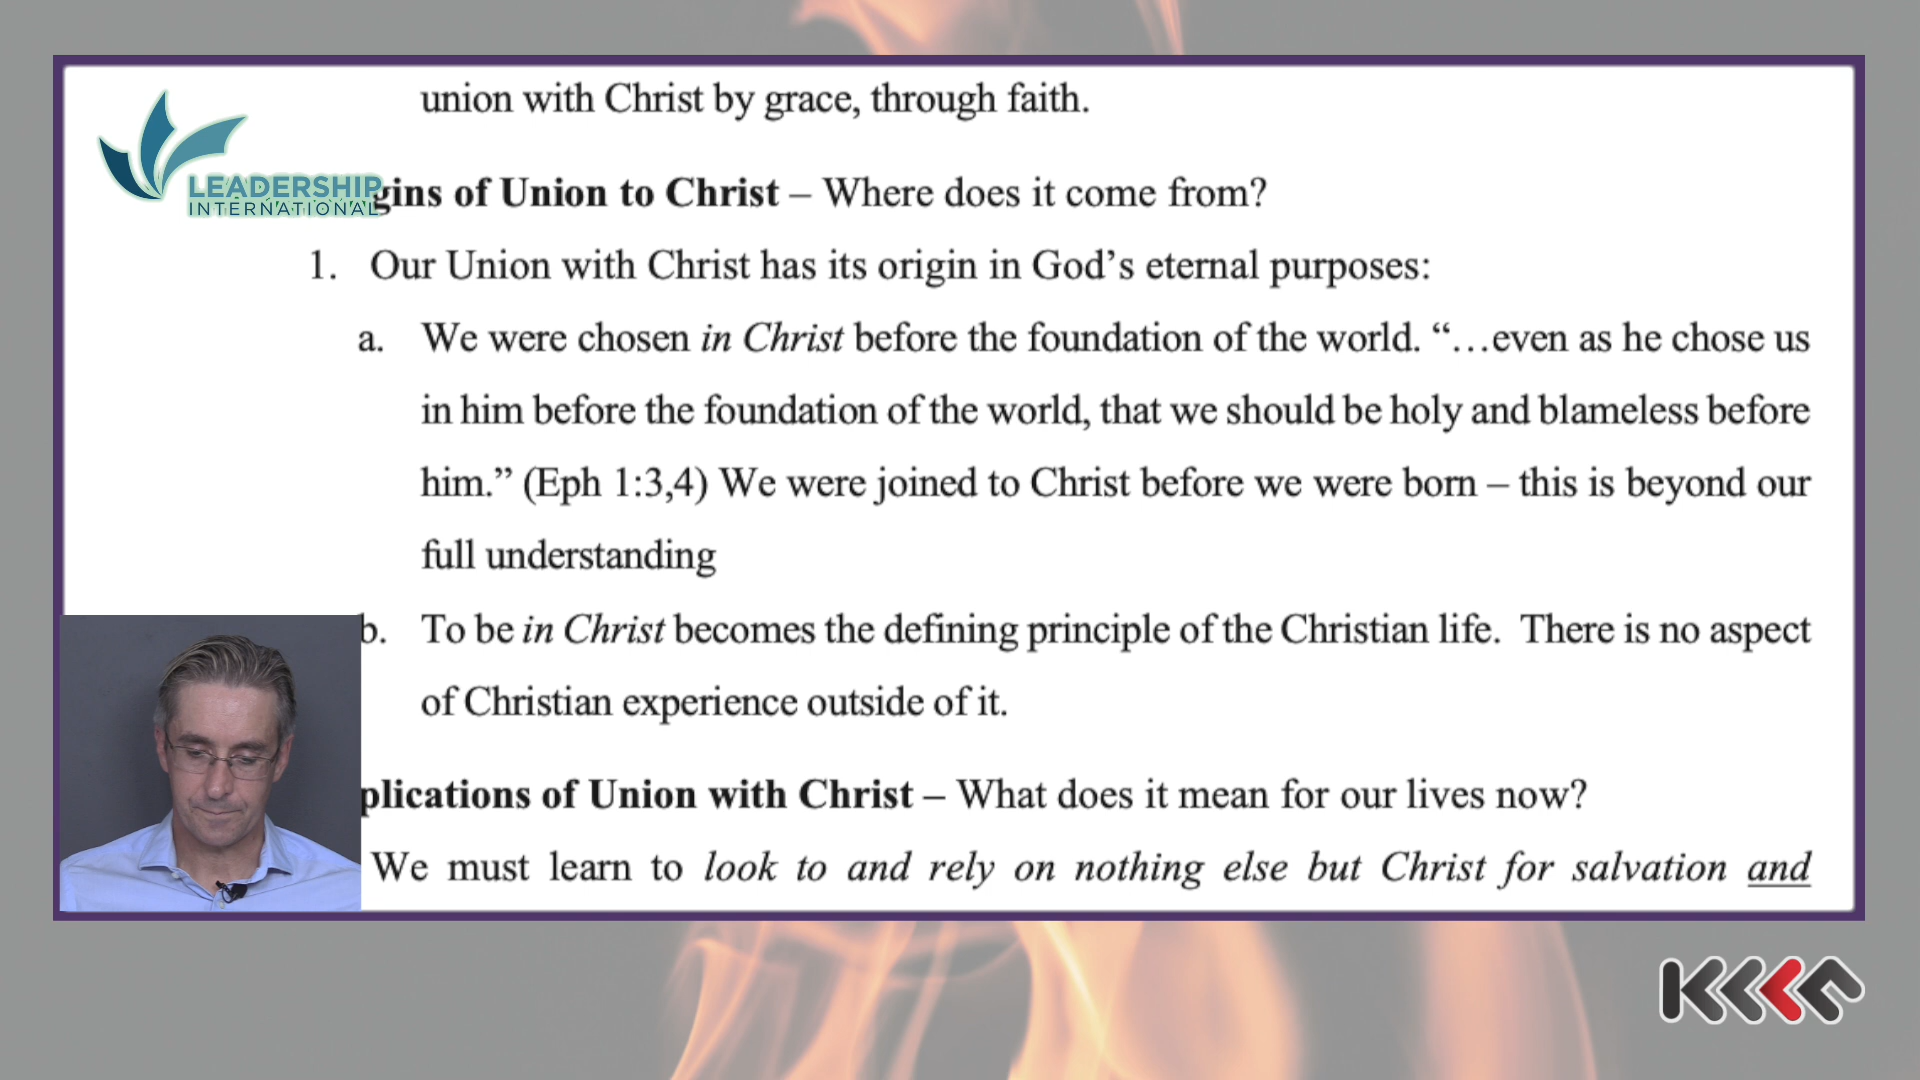 union with Christ by grace, through faith.
LEADERSHIP
INTERNATIONAL
gins of Union to Christ – Where does it come from?
1. Our Union with Christ has its origin in God’s eternal purposes:
a. We were chosen in Christ before the foundation of the world. “…even as he chose us
in him before the foundation of the world, that we should be holy and blameless before
him.” (Eph 1:3,4) We were joined to Christ before we were born – this is beyond our
full understanding
b. To be in Christ becomes the defining principle of the Christian life. There is no aspect
of Christian experience outside of it.
plications of Union with Christ – What does it mean for our lives now?
We must learn to look to and rely on nothing else but Christ for salvation and